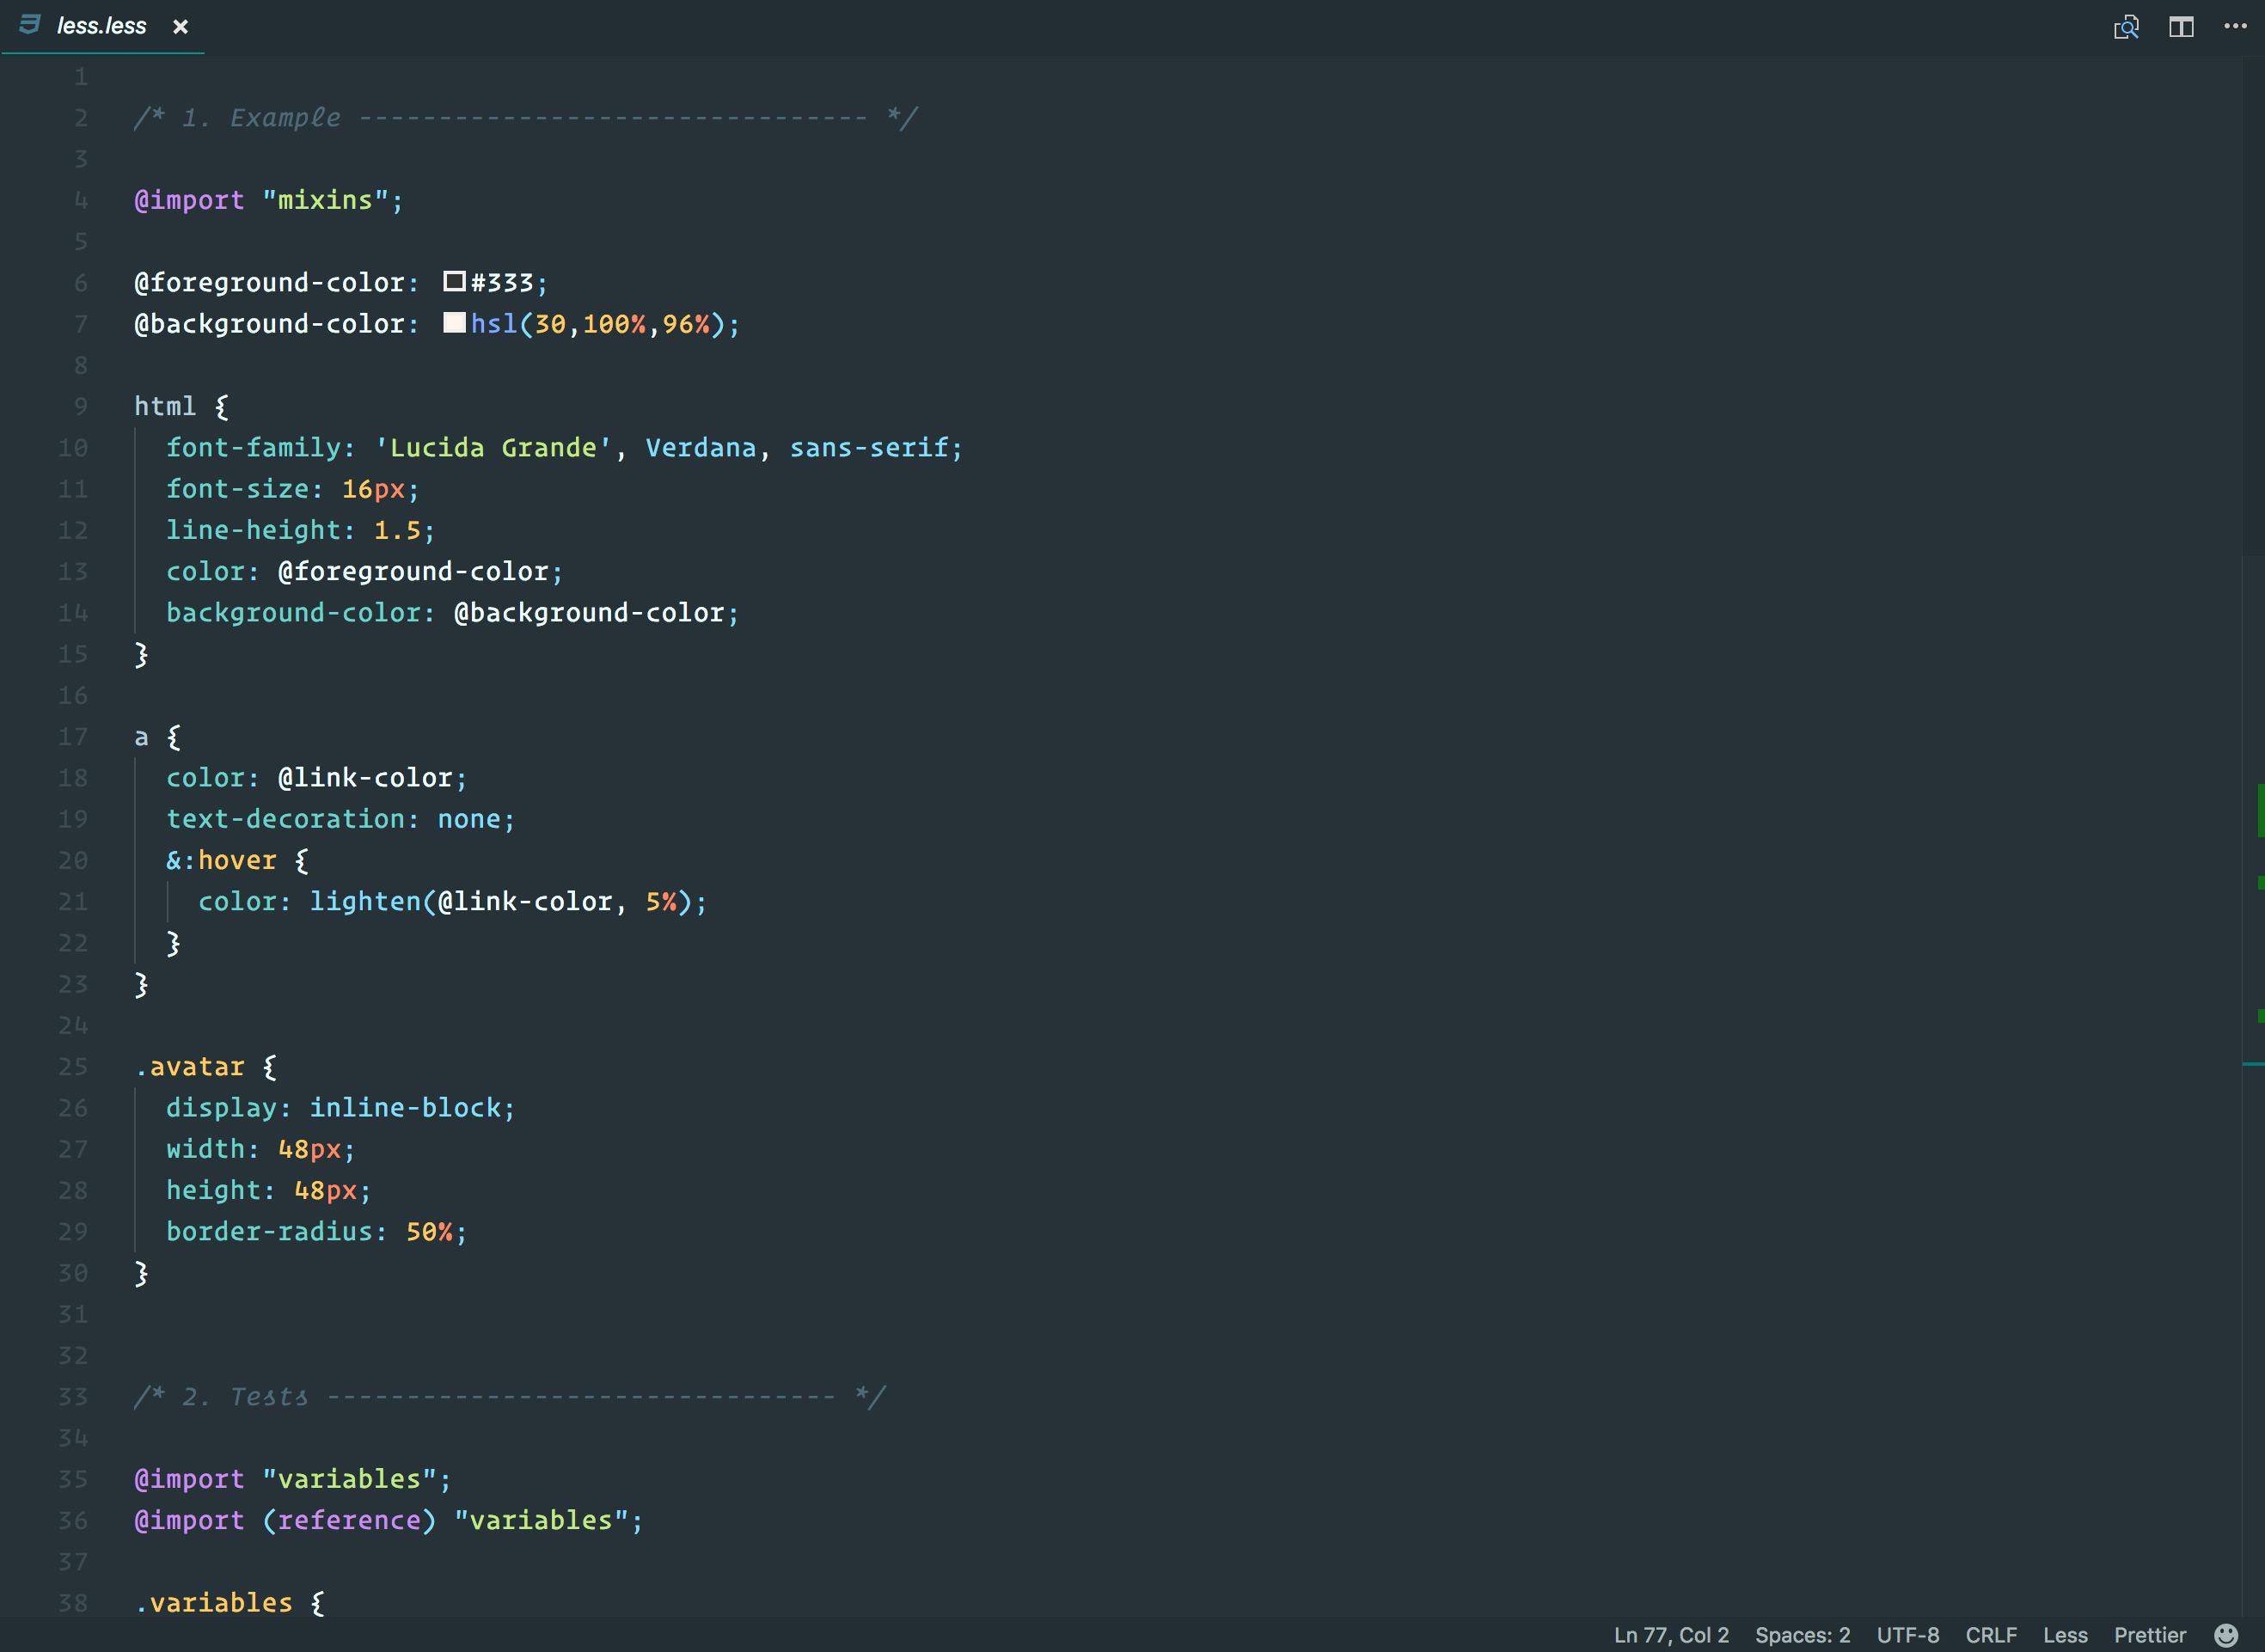 less.less ×
1
2 /* 1. Example -------------------------------- */
3
4 @import "mixins";
5
6 @foreground-color: #333;
7 @background-color: hsl(30,100%,96%);
8
9 html {
10   font-family: 'Lucida Grande', Verdana, sans-serif;
11   font-size: 16px;
12   line-height: 1.5;
13   color: @foreground-color;
14   background-color: @background-color;
15 }
16
17 a {
18   color: @link-color;
19   text-decoration: none;
20   &:hover {
21     color: lighten(@link-color, 5%);
22   }
23 }
24
25 .avatar {
26   display: inline-block;
27   width: 48px;
28   height: 48px;
29   border-radius: 50%;
30 }
31
32
33 /* 2. Tests -------------------------------- */
34
35 @import "variables";
36 @import (reference) "variables";
37
38 .variables {
Ln 77, Col 2 Spaces: 2 UTF-8 CRLF Less Prettier